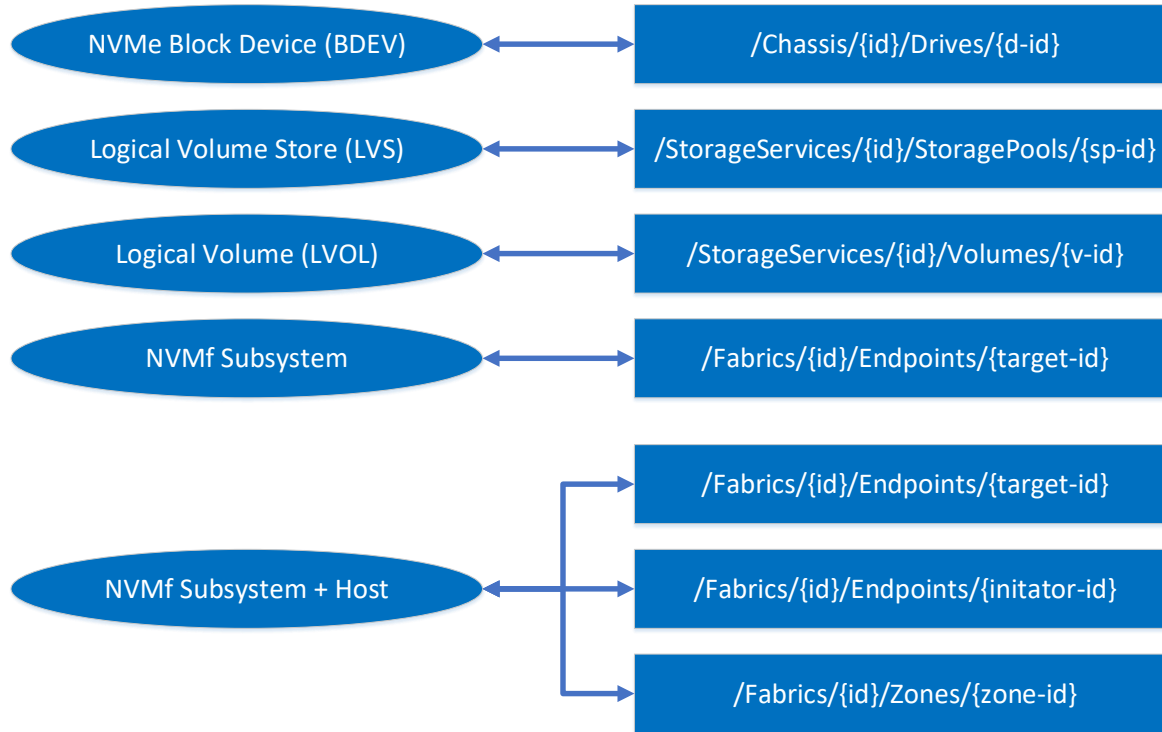 NVMe Block Device (BDEV)
/Chassis/{id}/Drives/{d-id}
Logical Volume Store (LVS)
/StorageServices/{id}/StoragePools/{sp-id}
Logical Volume (LVOL)
/StorageServices/{id}/Volumes/{v-id}
NVMf Subsystem
/Fabrics/{id}/Endpoints/{target-id}
NVMf Subsystem + Host
/Fabrics/{id}/Endpoints/{target-id}
/Fabrics/{id}/Endpoints/{initator-id}
/Fabrics/{id}/Zones/{zone-id}